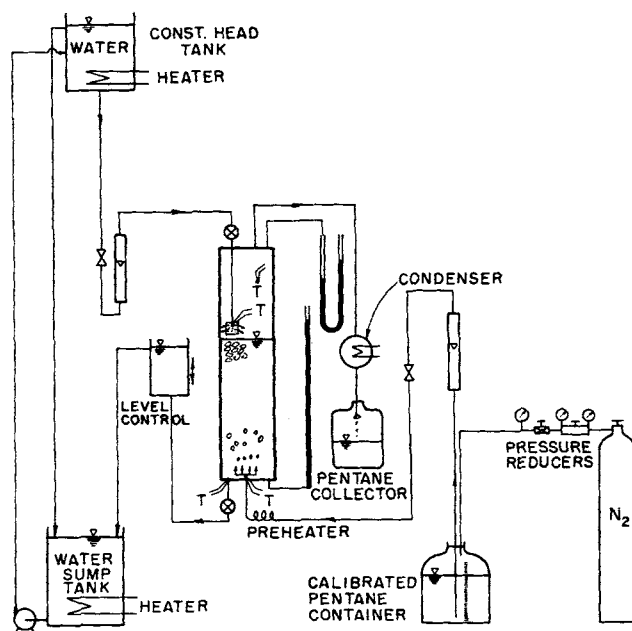 CONST. HEAD
TANK
WATER
HEATER
T
T
CONDENSER
LEVEL
CONTROL
PENTANE
COLLECTOR
PRESSURE
REDUCERS
T
T
PREHEATER
N2
WATER
SUMP
TANK
HEATER
CALIBRATED
PENTANE
CONTAINER